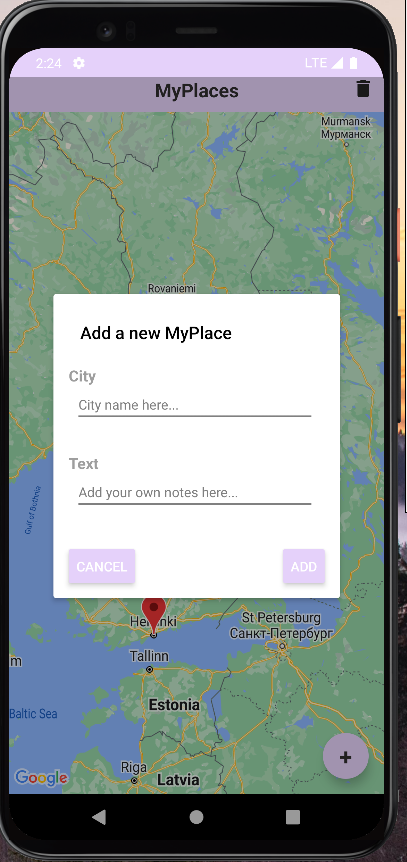 2:24
LTE
MyPlaces
Murmansk
Мурманск
Rovaniemi
Add a new MyPlace
City
City name here...
Text
Add your own notes here...
Gulf of Bothnia
CANCEL
ADD
Helsinki
St Petersburg
Санкт-Петербург
m
Tallinn
Estonia
Baltic Sea
+
Riga
Google
Latvia